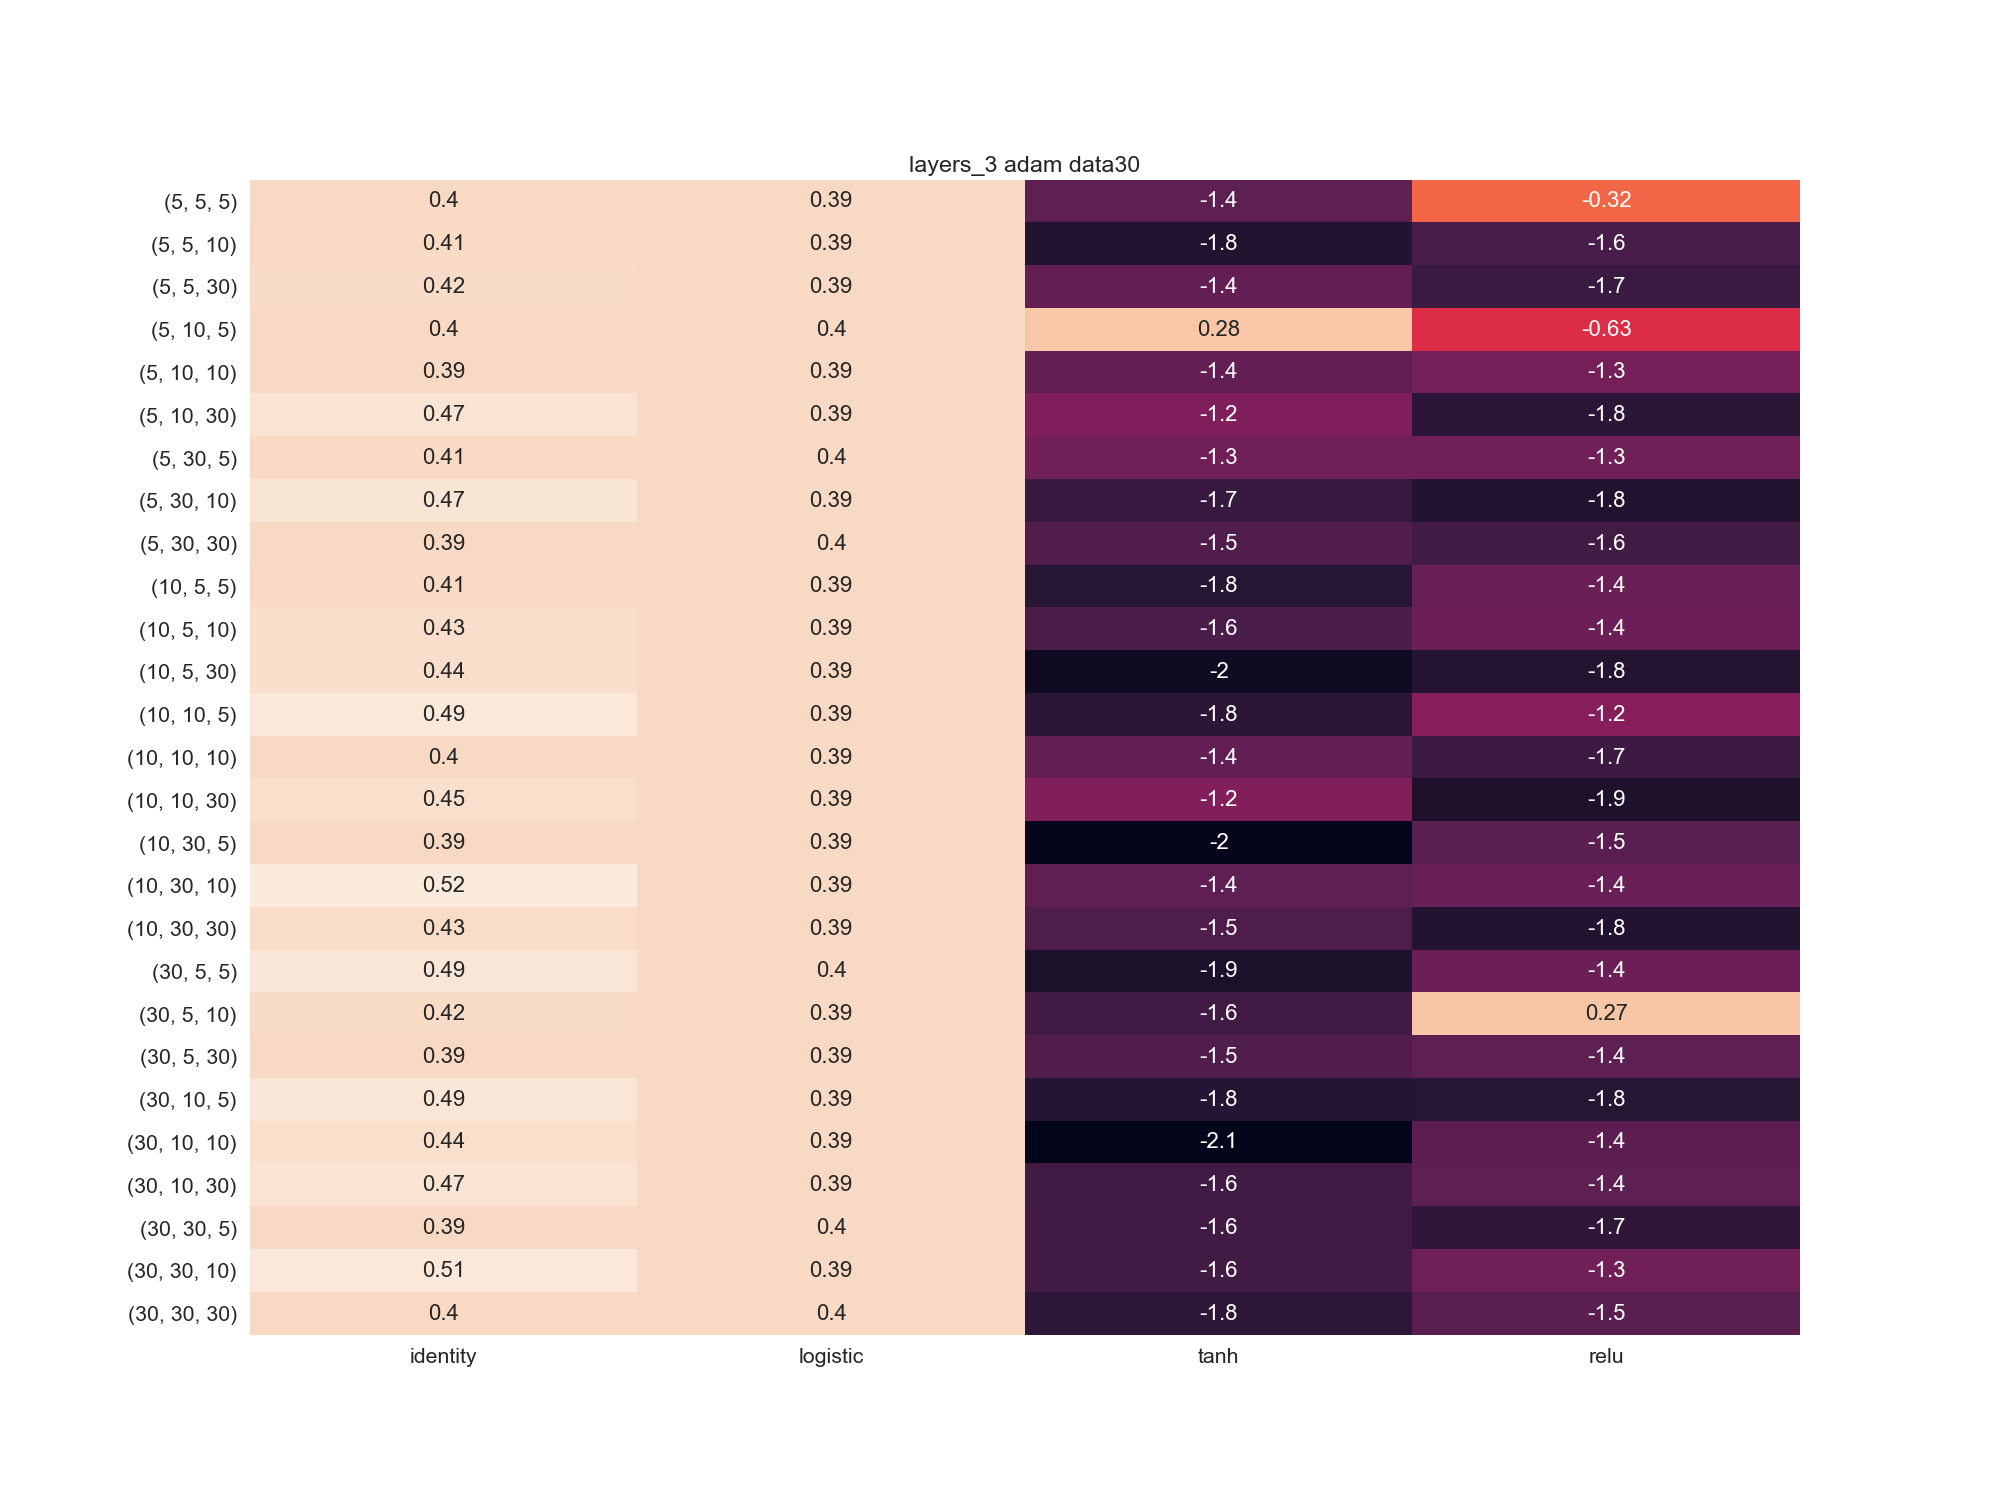 layers_3 adam data30
(5, 5, 5) 0.4 0.39 -1.4 -0.32
(5, 5, 10) 0.41 0.39 -1.8 -1.6
(5, 5, 30) 0.42 0.39 -1.4 -1.7
(5, 10, 5) 0.4 0.4 0.28 -0.63
(5, 10, 10) 0.39 0.39 -1.4 -1.3
(5, 10, 30) 0.47 0.39 -1.2 -1.8
(5, 30, 5) 0.41 0.4 -1.3 -1.3
(5, 30, 10) 0.47 0.39 -1.7 -1.8
(5, 30, 30) 0.39 0.4 -1.5 -1.6
(10, 5, 5) 0.41 0.39 -1.8 -1.4
(10, 5, 10) 0.43 0.39 -1.6 -1.4
(10, 5, 30) 0.44 0.39 -2 -1.8
(10, 10, 5) 0.49 0.39 -1.8 -1.2
(10, 10, 10) 0.4 0.39 -1.4 -1.7
(10, 10, 30) 0.45 0.39 -1.2 -1.9
(10, 30, 5) 0.39 0.39 -2 -1.5
(10, 30, 10) 0.52 0.39 -1.4 -1.4
(10, 30, 30) 0.43 0.39 -1.5 -1.8
(30, 5, 5) 0.49 0.4 -1.9 -1.4
(30, 5, 10) 0.42 0.39 -1.6 0.27
(30, 5, 30) 0.39 0.39 -1.5 -1.4
(30, 10, 5) 0.49 0.39 -1.8 -1.8
(30, 10, 10) 0.44 0.39 -2.1 -1.4
(30, 10, 30) 0.47 0.39 -1.6 -1.4
(30, 30, 5) 0.39 0.4 -1.6 -1.7
(30, 30, 10) 0.51 0.39 -1.6 -1.3
(30, 30, 30) 0.4 0.4 -1.8 -1.5
identity logistic tanh relu